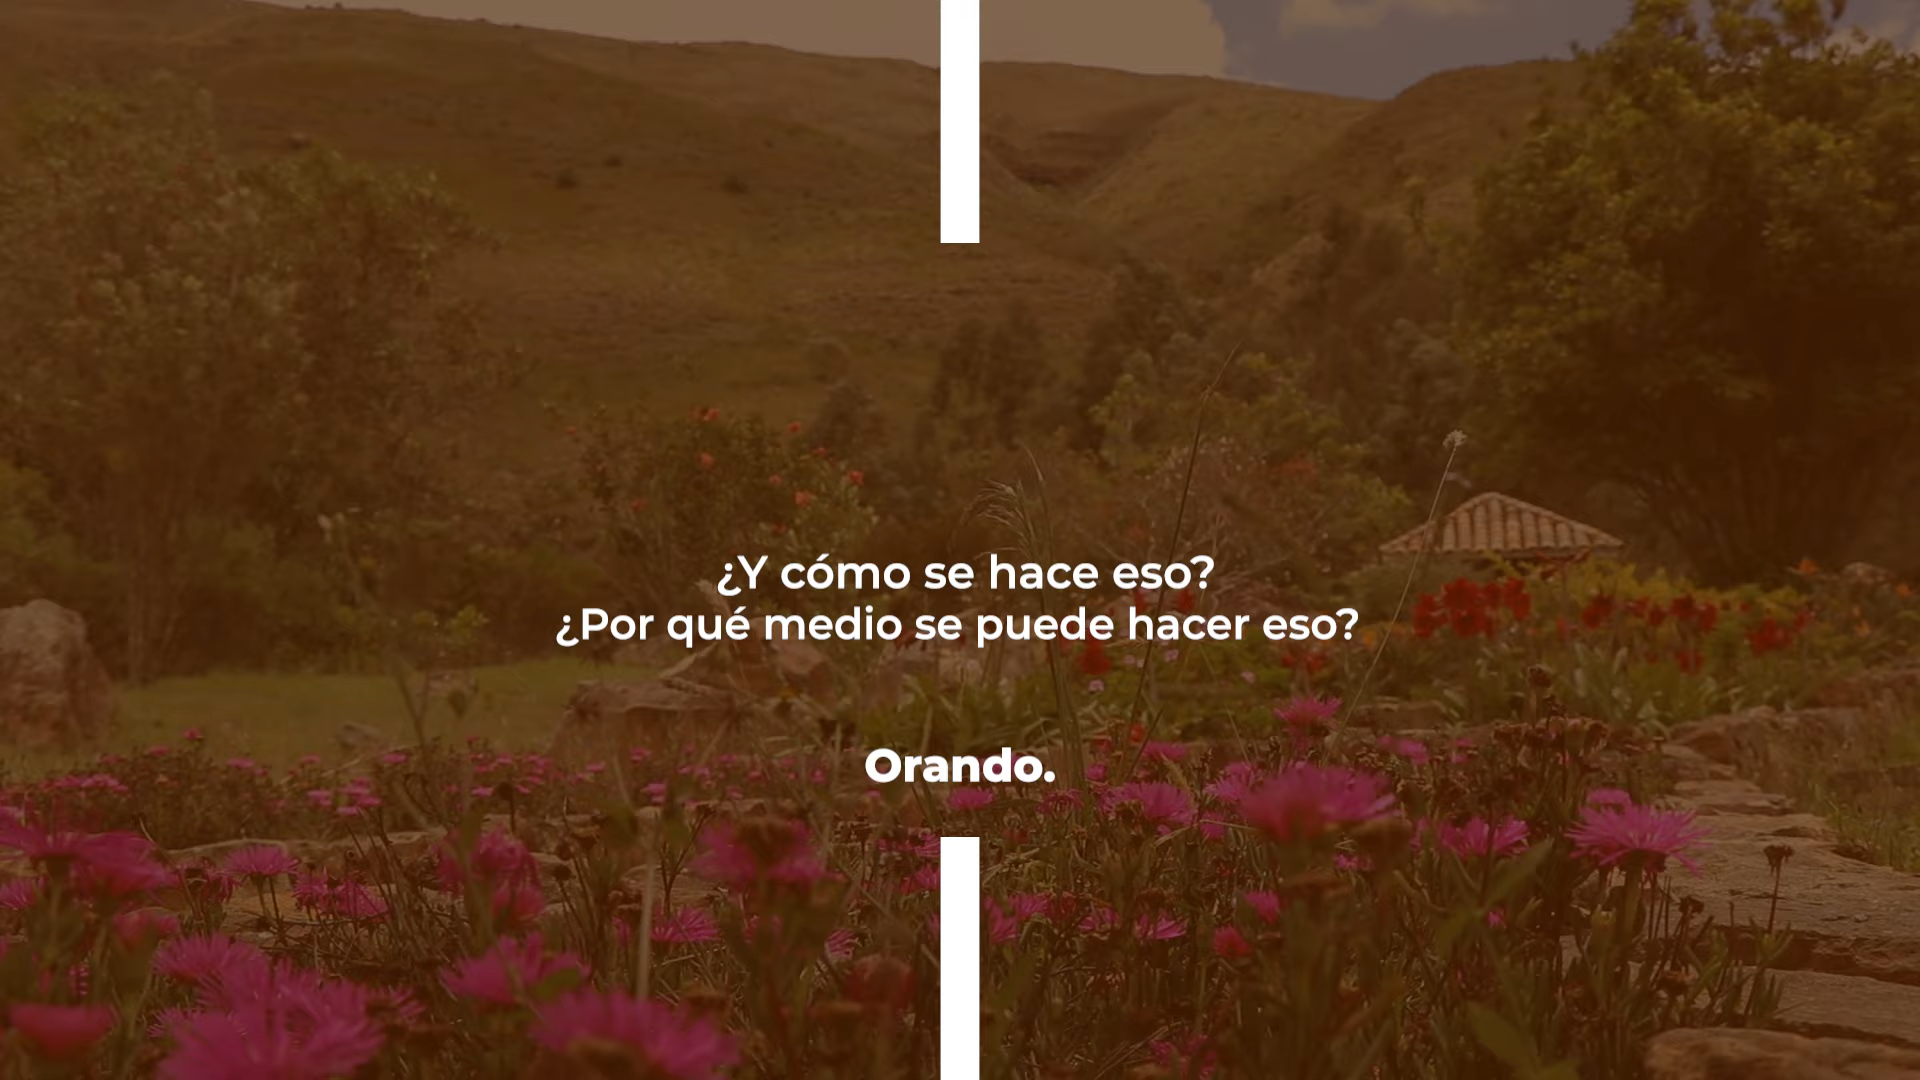 ¿Y cómo se hace eso?
¿Por qué medio se puede hacer eso?
Orando.